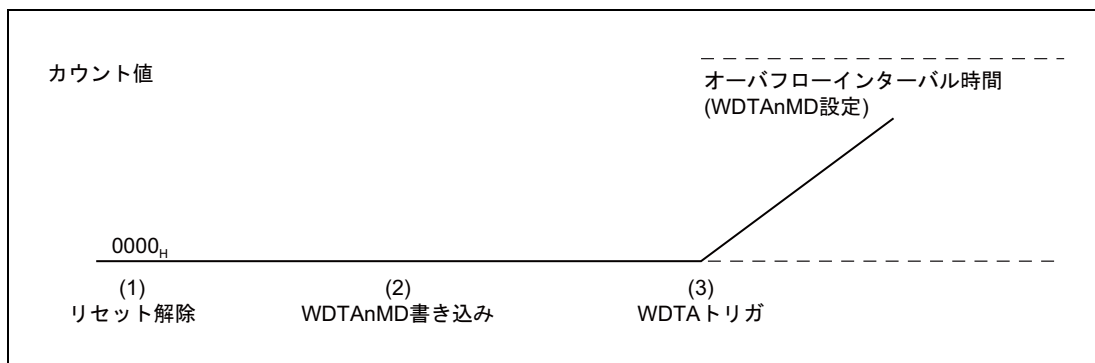 カウント値
オーバフローインターバル時間
(WDTAnMD設定)
0000H
(1)
(2)
(3)
リセット解除
WDTAnMD書き込み
WDTAトリガ